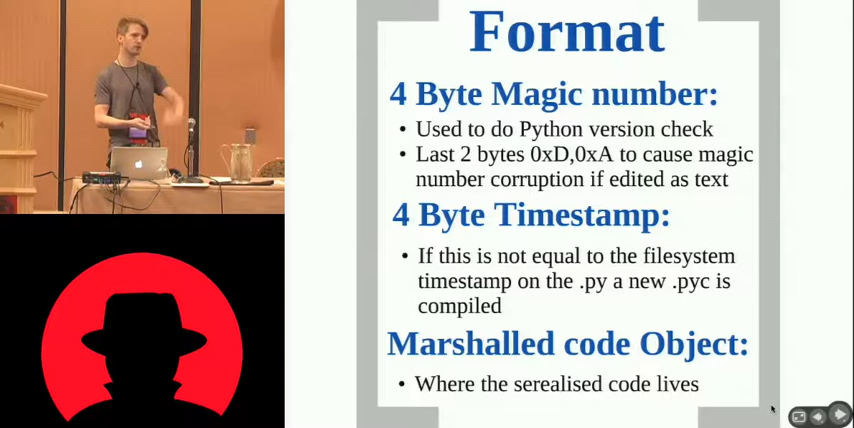 Format
4 Byte Magic number:
• Used to do Python version check
• Last 2 bytes 0xD,0xA to cause magic
number corruption if edited as text
4 Byte Timestamp:
• If this is not equal to the filesystem
timestamp on the .py a new .pyc is
compiled
Marshalled code Object:
• Where the serealised code lives